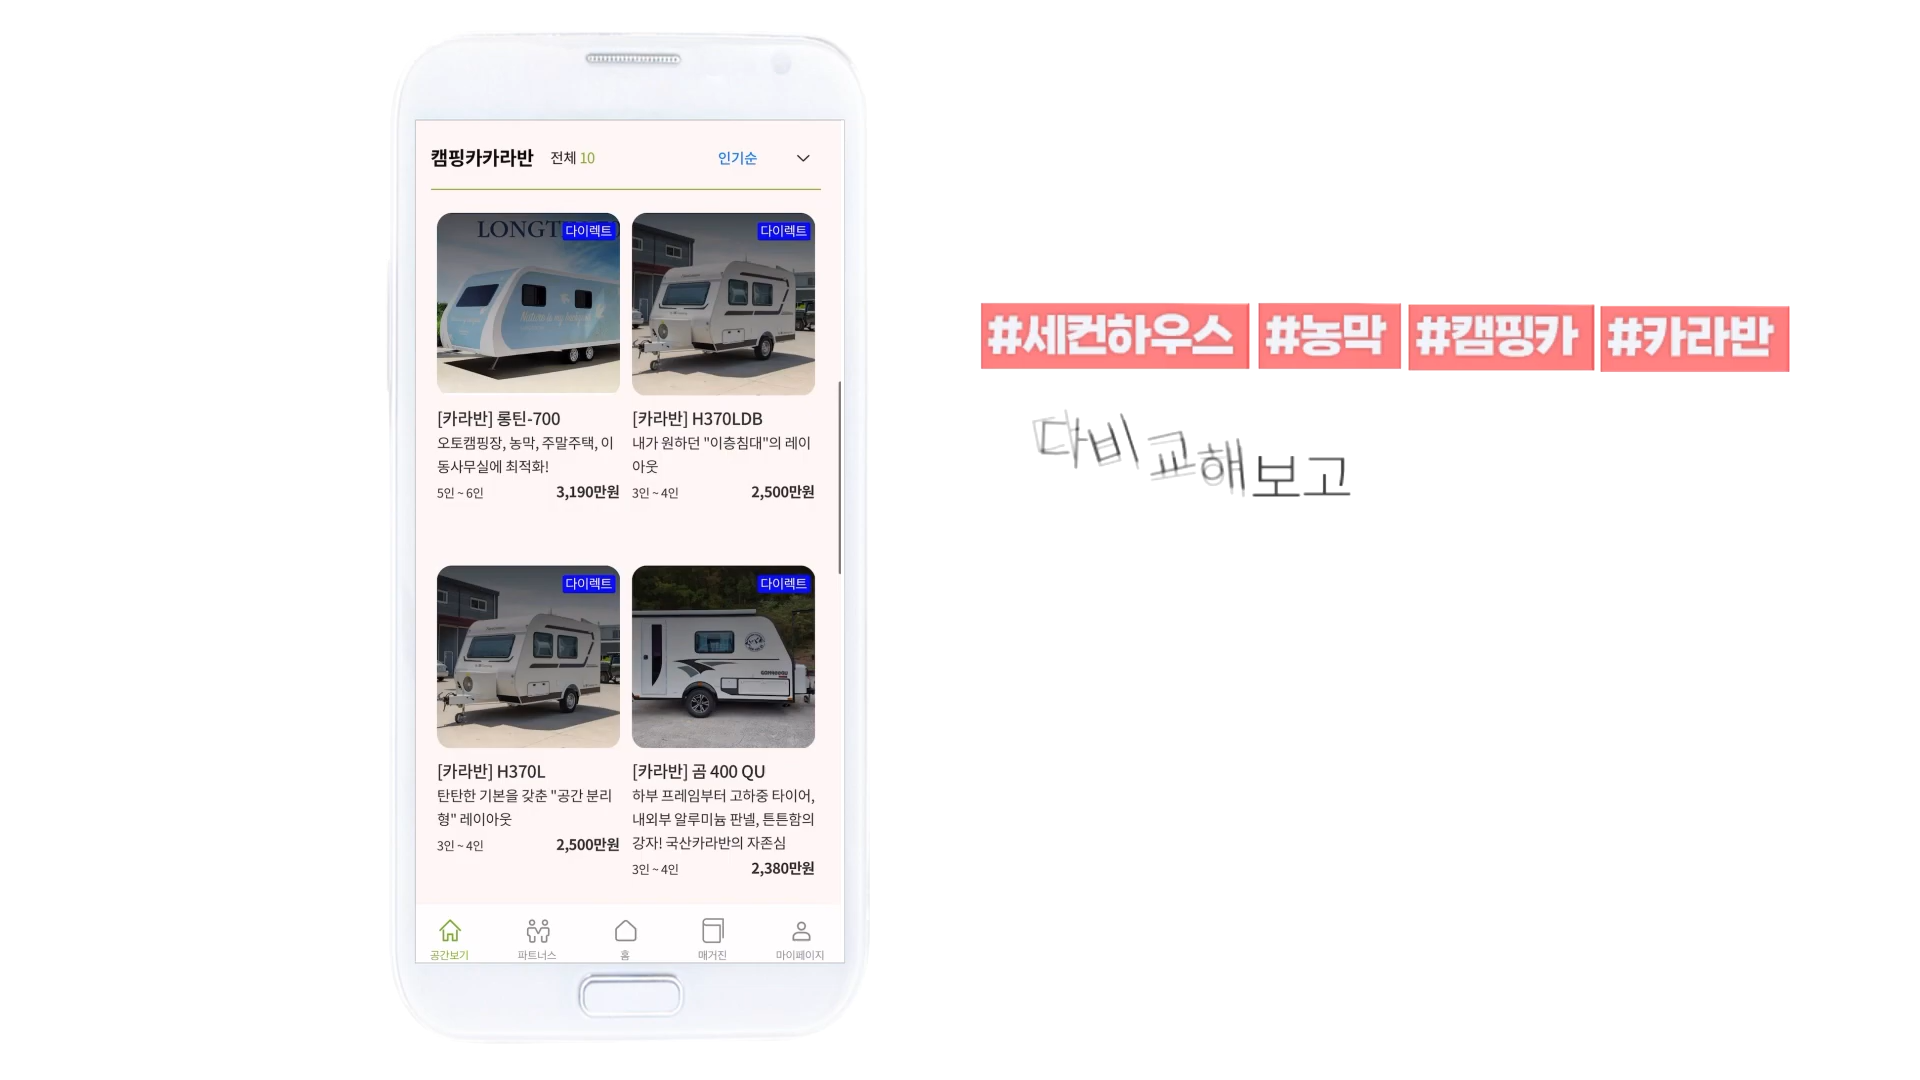 캠핑카카라반 전체 10 인기순
LONGT
다이렉트
다이렉트
[카라반] 롱틴-700
오토캠핑장, 농막, 주말주택, 이
동사무실에 최적화!
5인 ~ 6인 3,190만원
[카라반] H370LDB
내가 원하던 "이층침대"의 레이
아웃
3인 ~ 4인 2,500만원
다이렉트
다이렉트
[카라반] H370L
탄탄한 기본을 갖춘 "공간 분리
형" 레이아웃
3인 ~ 4인 2,500만원
[카라반] 곰 400 QU
하부 프레임부터 고하중 타이어,
내외부 알루미늄 판넬, 튼튼함의
강자! 국산카라반의 자존심
3인 ~ 4인 2,380만원
공간보기 파트너스 홈 매거진 마이페이지
#세컨하우스 #농막 #캠핑카 #카라반
다비교해보고